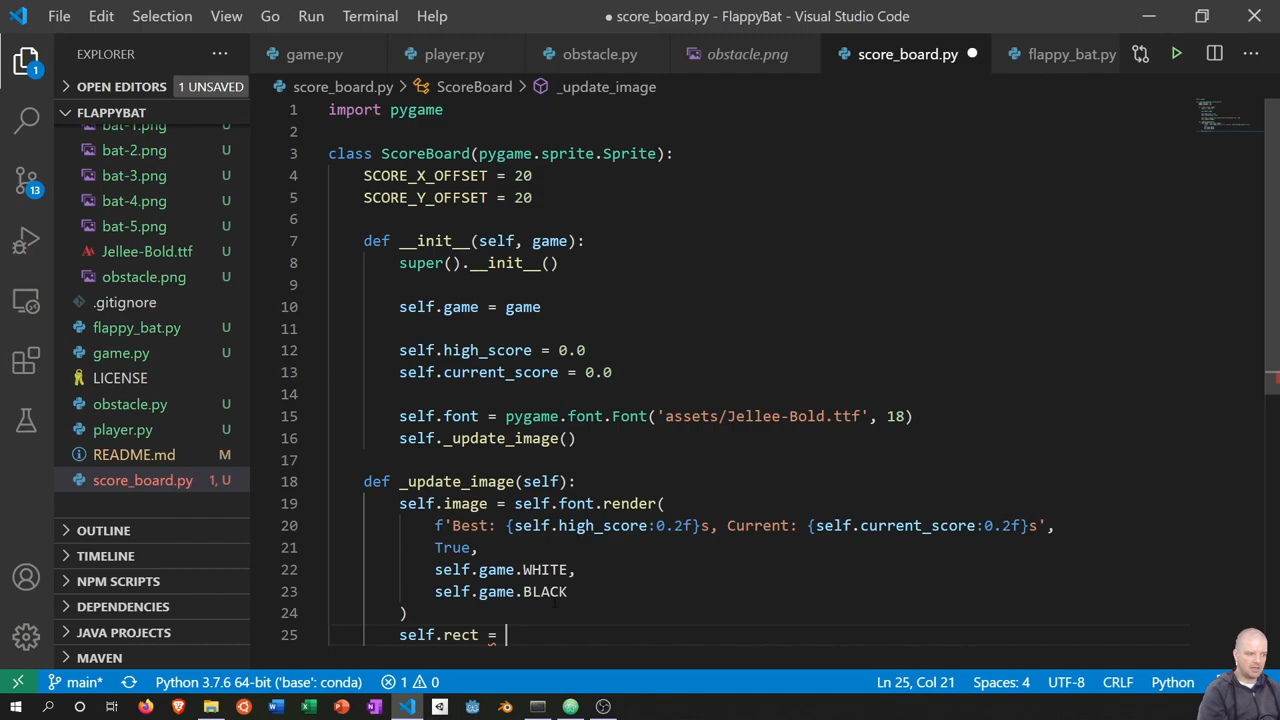 File Edit Selection View Go Run Terminal Help
● score_board.py - FlappyBat - Visual Studio Code
EXPLORER ...
game.py player.py obstacle.py obstacle.png score_board.py ● flappy_bat.py
OPEN EDITORS 1 UNSAVED
score_board.py > ScoreBoard > _update_image
FLAPPYBAT
bat-1.png
bat-2.png
bat-3.png
bat-4.png
bat-5.png
Jellee-Bold.ttf U
obstacle.png U
.gitignore
flappy_bat.py U
game.py U
LICENSE
obstacle.py U
player.py U
README.md M
score_board.py 1, U
OUTLINE
TIMELINE
NPM SCRIPTS
DEPENDENCIES
JAVA PROJECTS
MAVEN
1
13
1 import pygame
2
3 class ScoreBoard(pygame.sprite.Sprite):
4 SCORE_X_OFFSET = 20
5 SCORE_Y_OFFSET = 20
6
7 def __init__(self, game):
8 super().__init__()
9
10 self.game = game
11
12 self.high_score = 0.0
13 self.current_score = 0.0
14
15 self.font = pygame.font.Font('assets/Jellee-Bold.ttf', 18)
16 self._update_image()
17
18 def _update_image(self):
19 self.image = self.font.render(
20 f'Best: {self.high_score:0.2f}s, Current: {self.current_score:0.2f}s',
21 True,
22 self.game.WHITE,
23 self.game.BLACK
24 )
25 self.rect =
main* Python 3.7.6 64-bit ('base': conda) 1 0 Ln 25, Col 21 Spaces: 4 UTF-8 CRLF Python